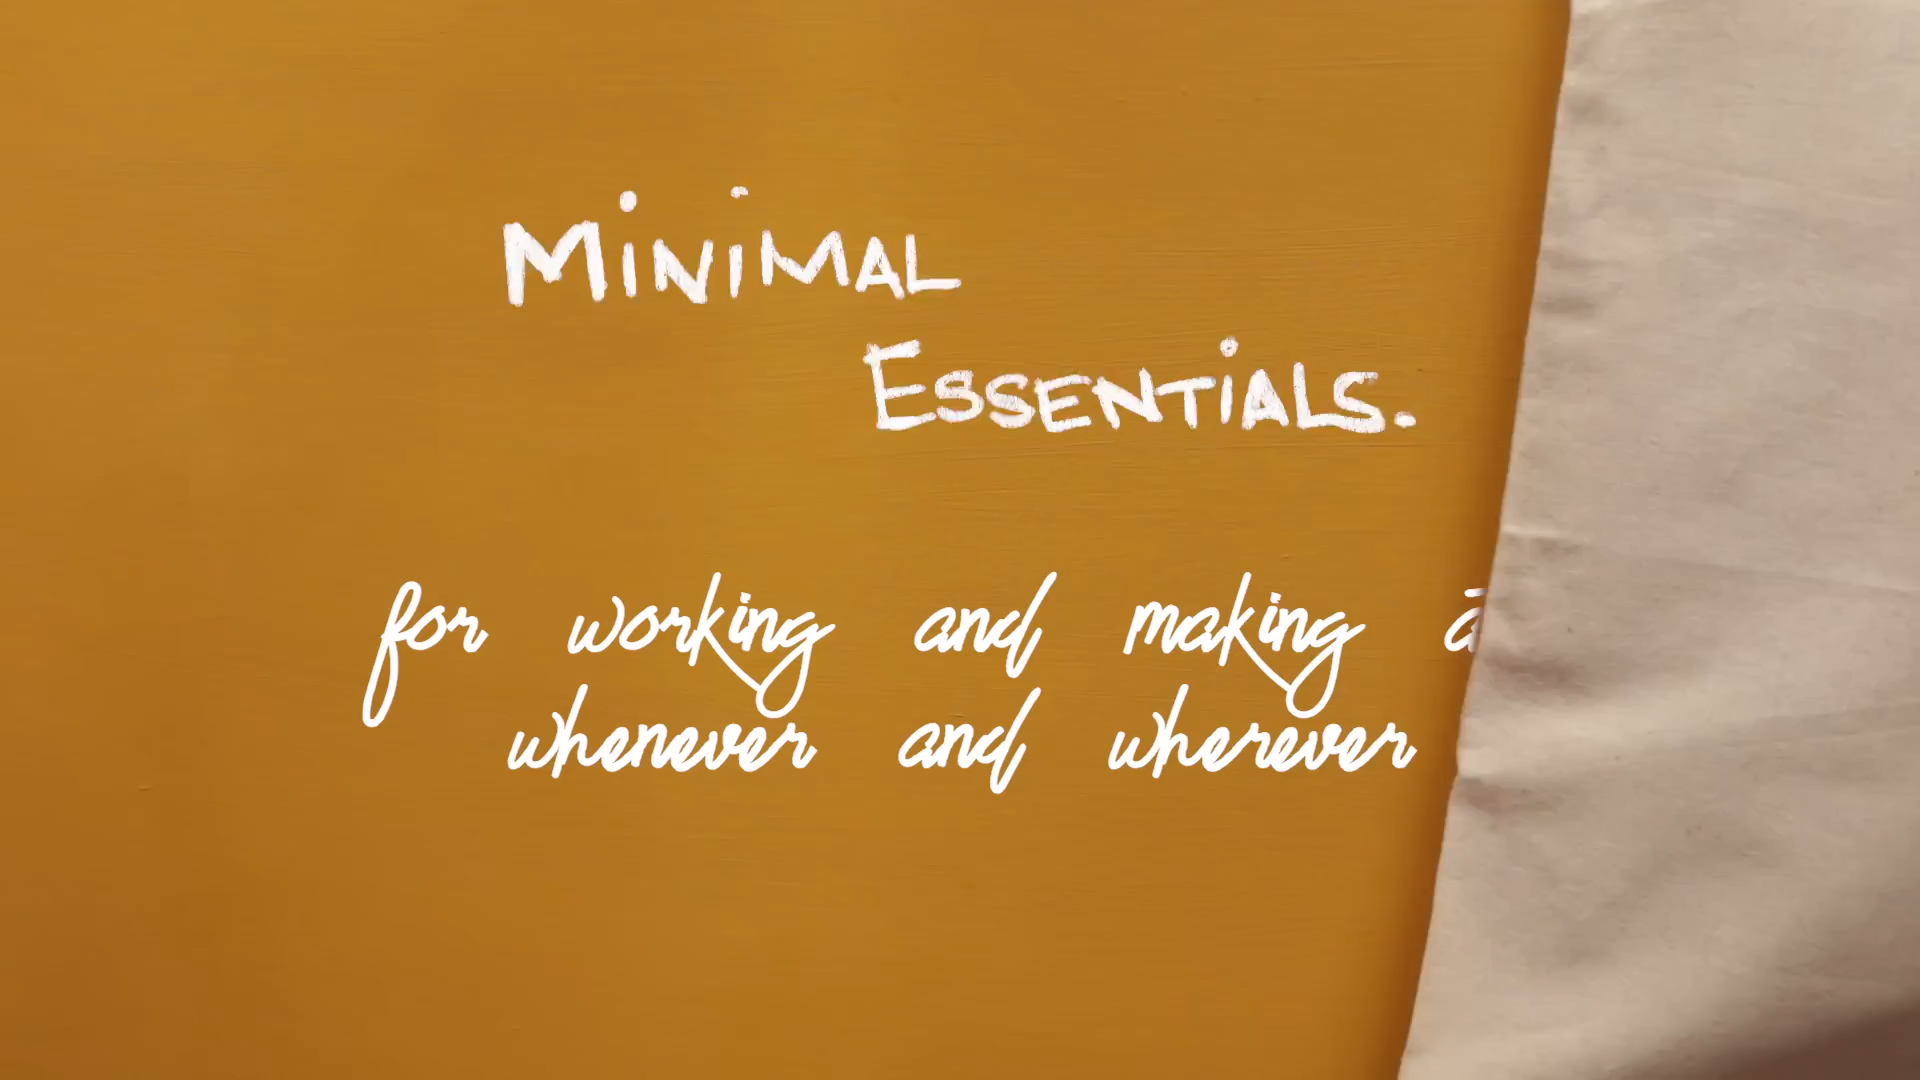 Minimal
Essentials.
for working and making a
whenever and wherever